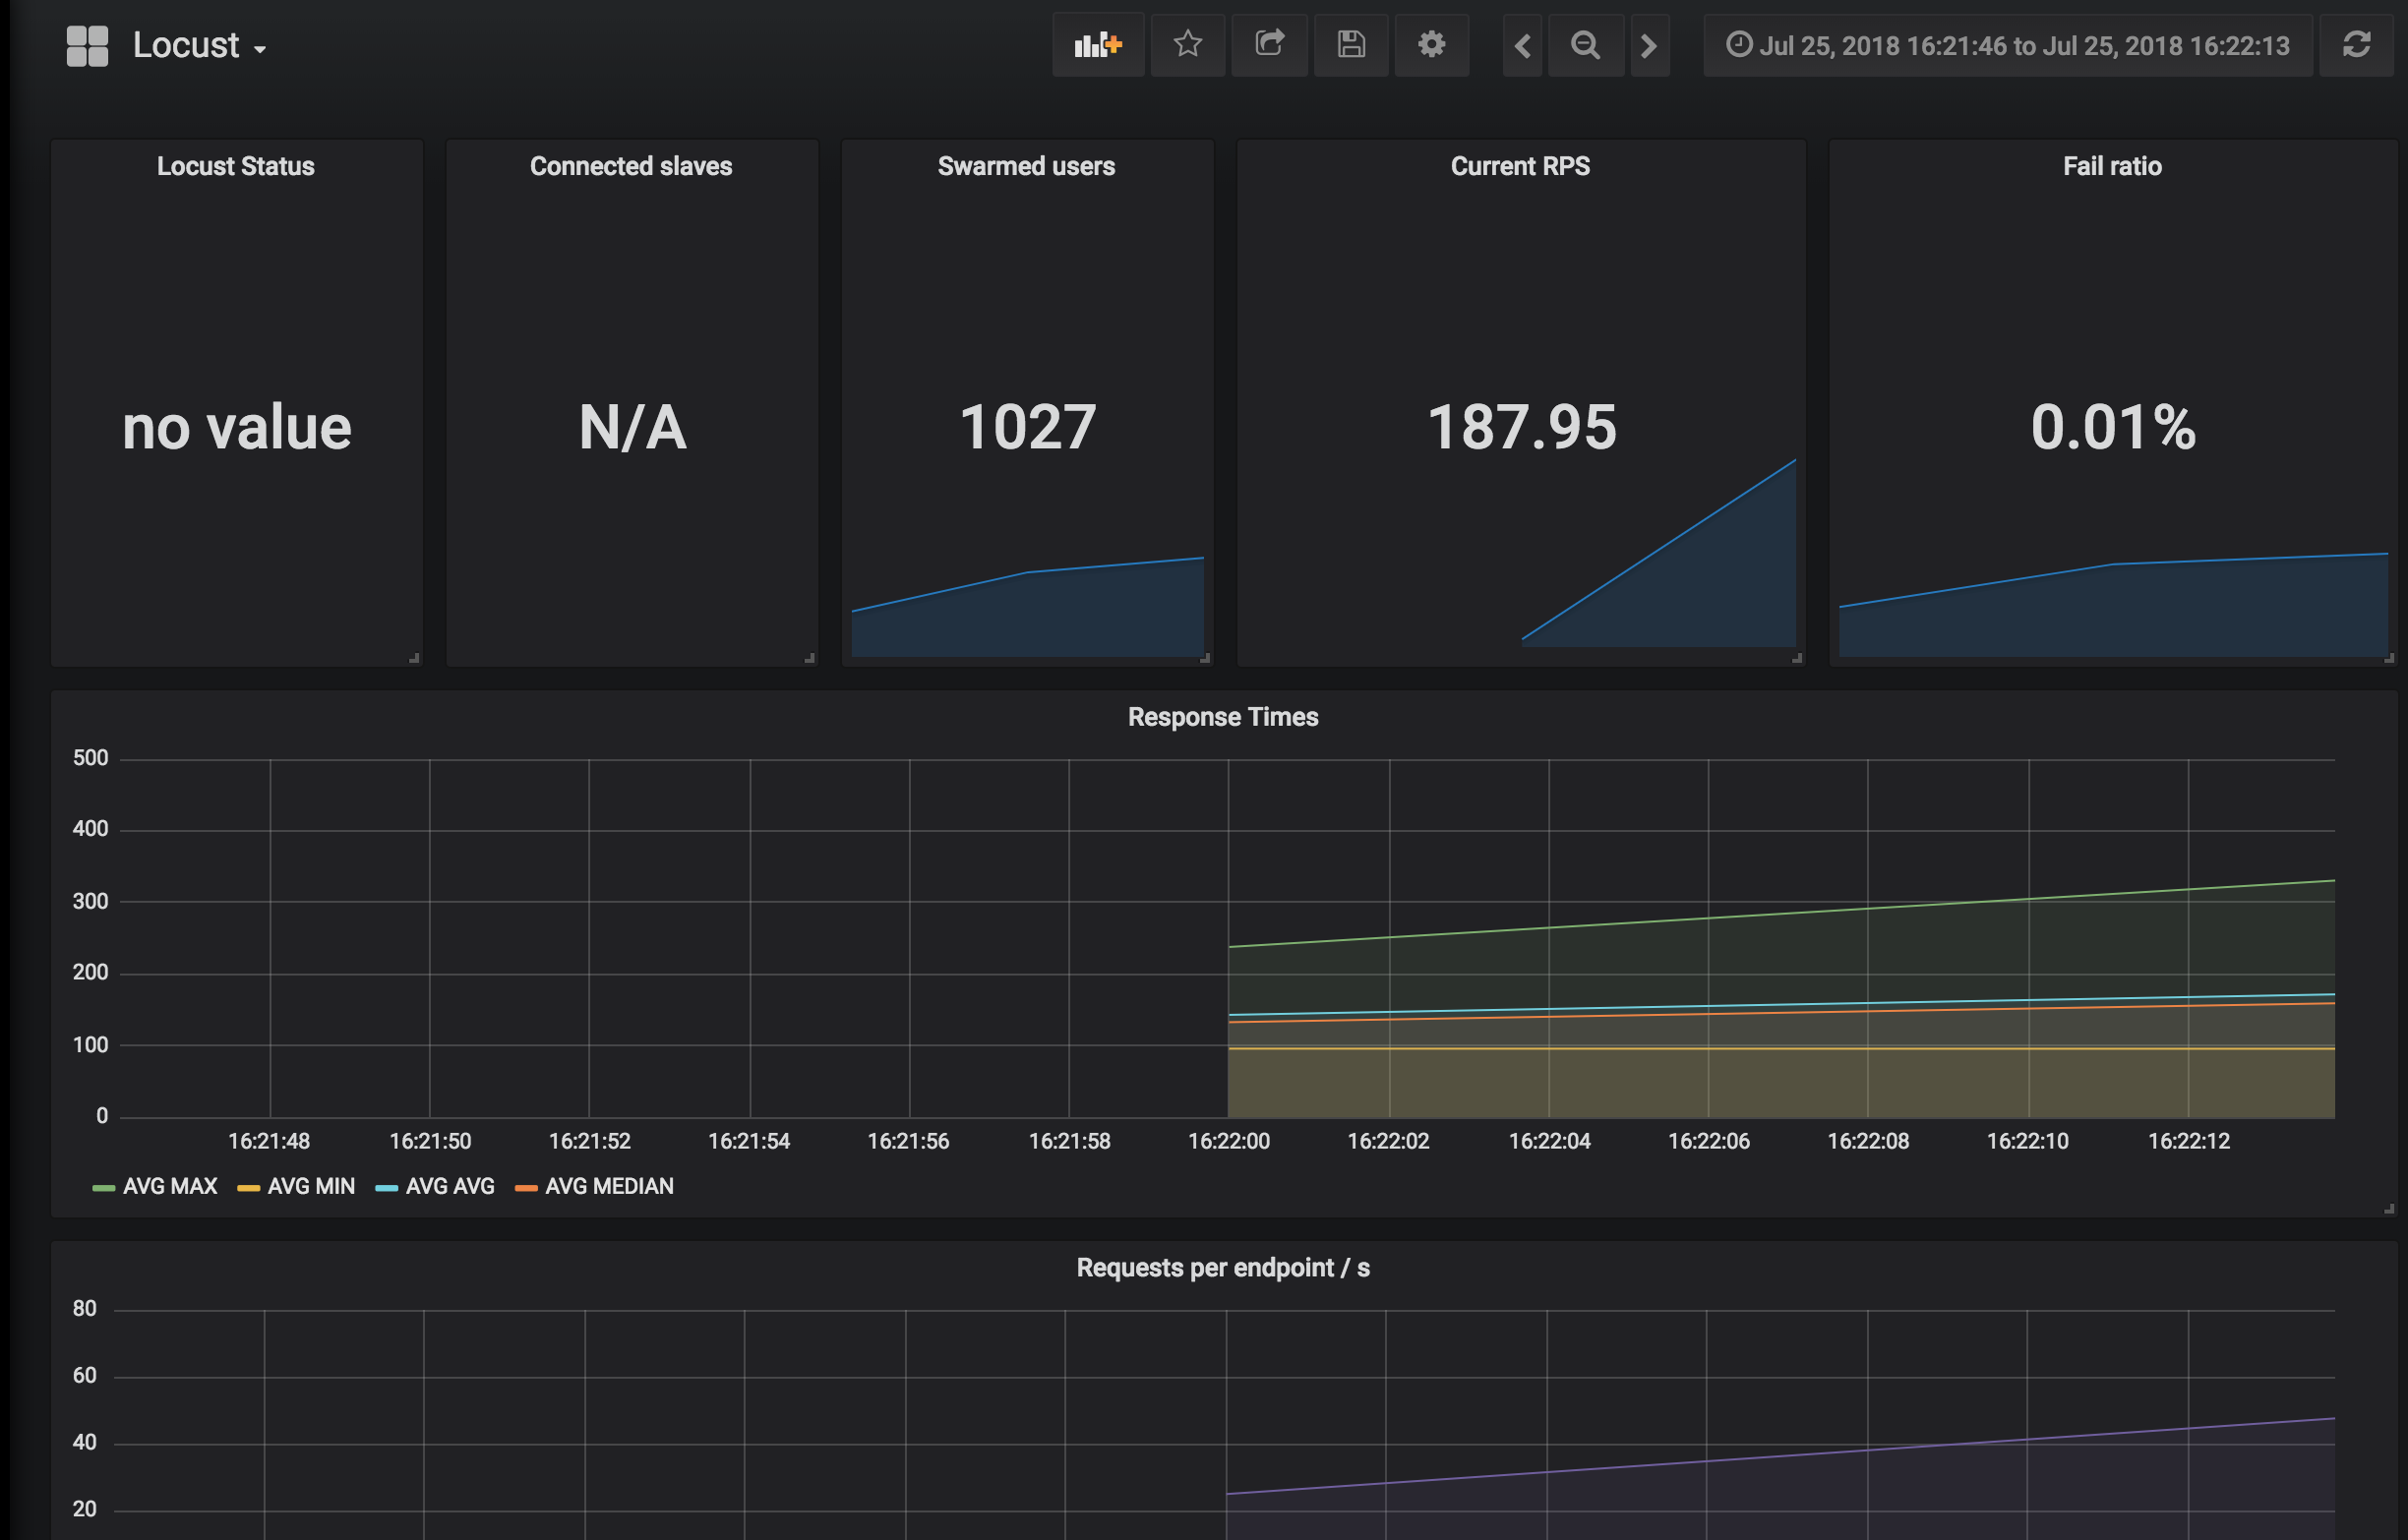 Locust
Jul 25, 2018 16:21:46 to Jul 25, 2018 16:22:13
Locust Status
Connected slaves
Swarmed users
Current RPS
Fail ratio
no value
N/A
1027
187.95
0.01%
Response Times
500
400
300
200
100
0
16:21:48 16:21:50 16:21:52 16:21:54 16:21:56 16:21:58 16:22:00 16:22:02 16:22:04 16:22:06 16:22:08 16:22:10 16:22:12
AVG MAX AVG MIN AVG AVG AVG MEDIAN
Requests per endpoint / s
80
60
40
20